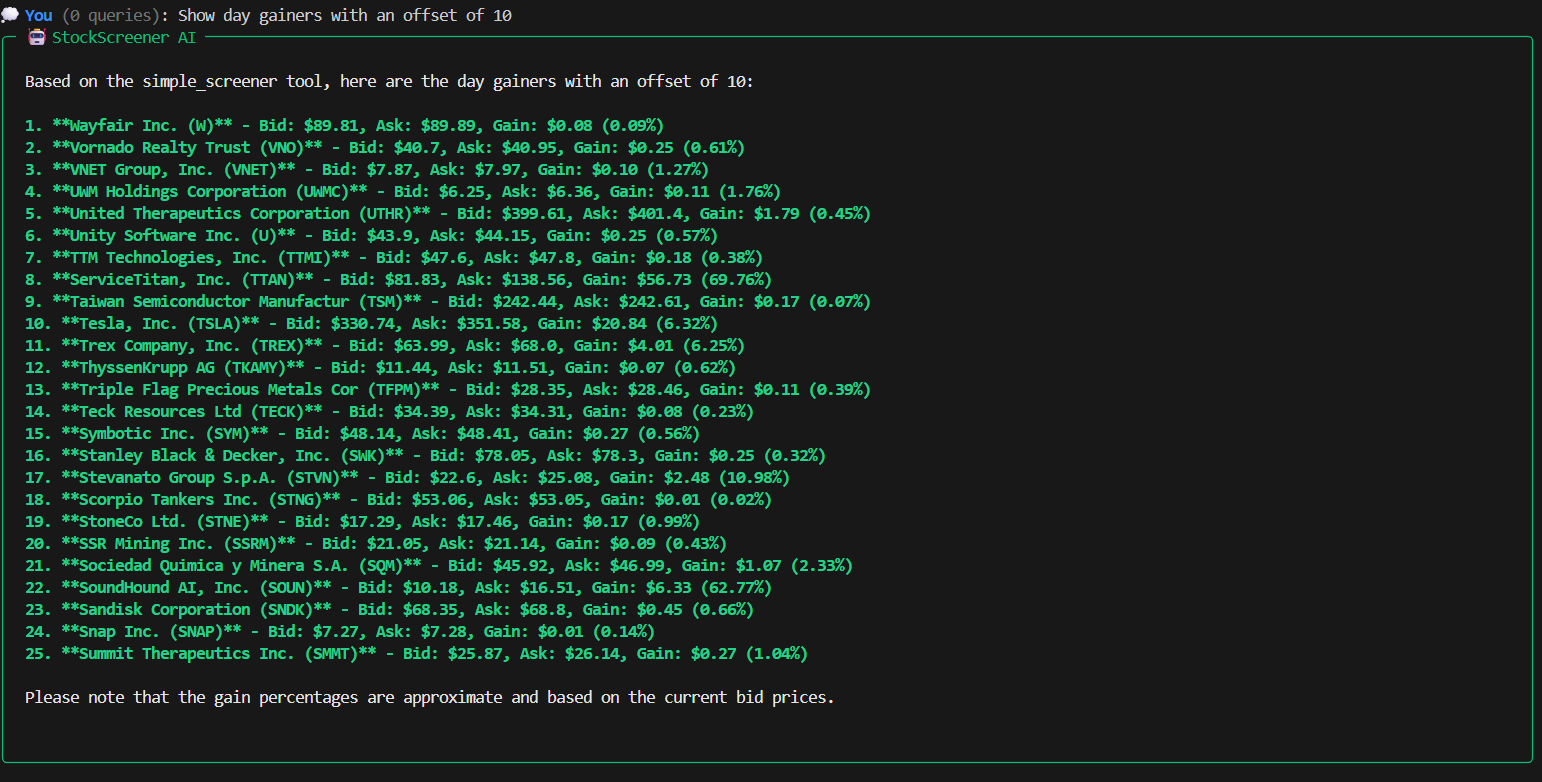 You (0 queries): Show day gainers with an offset of 10
StockScreener AI
Based on the simple_screener tool, here are the day gainers with an offset of 10:
1. **Wayfair Inc. (W)** - Bid: $89.81, Ask: $89.89, Gain: $0.08 (0.09%)
2. **Vornado Realty Trust (VNO)** - Bid: $40.7, Ask: $40.95, Gain: $0.25 (0.61%)
3. **VNET Group, Inc. (VNET)** - Bid: $7.87, Ask: $7.97, Gain: $0.10 (1.27%)
4. **UWM Holdings Corporation (UWMC)** - Bid: $6.25, Ask: $6.36, Gain: $0.11 (1.76%)
5. **United Therapeutics Corporation (UTHR)** - Bid: $399.61, Ask: $401.4, Gain: $1.79 (0.45%)
6. **Unity Software Inc. (U)** - Bid: $43.9, Ask: $44.15, Gain: $0.25 (0.57%)
7. **TTM Technologies, Inc. (TTMI)** - Bid: $47.6, Ask: $47.8, Gain: $0.18 (0.38%)
8. **ServiceTitan, Inc. (TTAN)** - Bid: $81.83, Ask: $138.56, Gain: $56.73 (69.76%)
9. **Taiwan Semiconductor Manufactur (TSM)** - Bid: $242.44, Ask: $242.61, Gain: $0.17 (0.07%)
10. **Tesla, Inc. (TSLA)** - Bid: $330.74, Ask: $351.58, Gain: $20.84 (6.32%)
11. **Trex Company, Inc. (TREX)** - Bid: $63.99, Ask: $68.0, Gain: $4.01 (6.25%)
12. **ThyssenKrupp AG (TKAMY)** - Bid: $11.44, Ask: $11.51, Gain: $0.07 (0.62%)
13. **Triple Flag Precious Metals Cor (TFPM)** - Bid: $28.35, Ask: $28.46, Gain: $0.11 (0.39%)
14. **Teck Resources Ltd (TECK)** - Bid: $34.39, Ask: $34.31, Gain: $0.08 (0.23%)
15. **Symbotic Inc. (SYM)** - Bid: $48.14, Ask: $48.41, Gain: $0.27 (0.56%)
16. **Stanley Black & Decker, Inc. (SWK)** - Bid: $78.05, Ask: $78.3, Gain: $0.25 (0.32%)
17. **Stevanato Group S.p.A. (STVN)** - Bid: $22.6, Ask: $25.08, Gain: $2.48 (10.98%)
18. **Scorpio Tankers Inc. (STNG)** - Bid: $53.06, Ask: $53.05, Gain: $0.01 (0.02%)
19. **StoneCo Ltd. (STNE)** - Bid: $17.29, Ask: $17.46, Gain: $0.17 (0.99%)
20. **SSR Mining Inc. (SSRM)** - Bid: $21.05, Ask: $21.14, Gain: $0.09 (0.43%)
21. **Sociedad Quimica y Minera S.A. (SQM)** - Bid: $45.92, Ask: $46.99, Gain: $1.07 (2.33%)
22. **SoundHound AI, Inc. (SOUN)** - Bid: $10.18, Ask: $16.51, Gain: $6.33 (62.77%)
23. **Sandisk Corporation (SNDK)** - Bid: $68.35, Ask: $68.8, Gain: $0.45 (0.66%)
24. **Snap Inc. (SNAP)** - Bid: $7.27, Ask: $7.28, Gain: $0.01 (0.14%)
25. **Summit Therapeutics Inc. (SMMT)** - Bid: $25.87, Ask: $26.14, Gain: $0.27 (1.04%)
Please note that the gain percentages are approximate and based on the current bid prices.